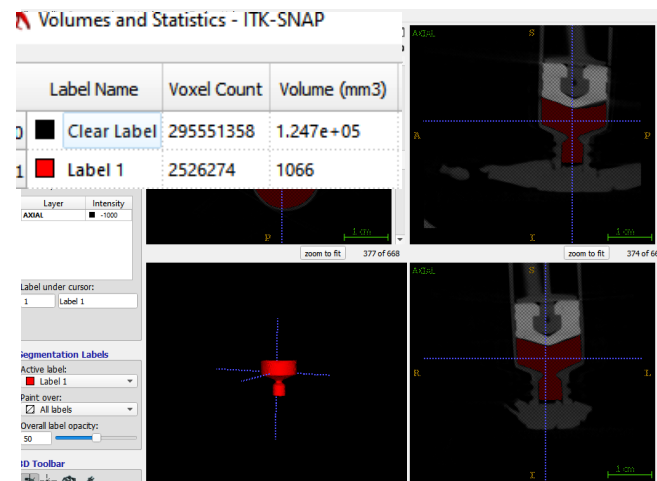 Volumes and Statistics - ITK-SNAP
Label Name Voxel Count Volume (mm3)
0 Clear Label 295551358 1.247e+05
1 Label 1 2526274 1066
AXIAL
S
A
P
I
1 cm
Layer Intensity
AXIAL -1000
P
1 cm
zoom to fit 377 of 668
zoom to fit 374 of 66
Label under cursor:
1 Label 1
Segmentation Labels
Active label:
Label 1
Paint over:
All labels
Overall label opacity:
50
3D Toolbar
AXIAL
S
R
L
I
1 cm